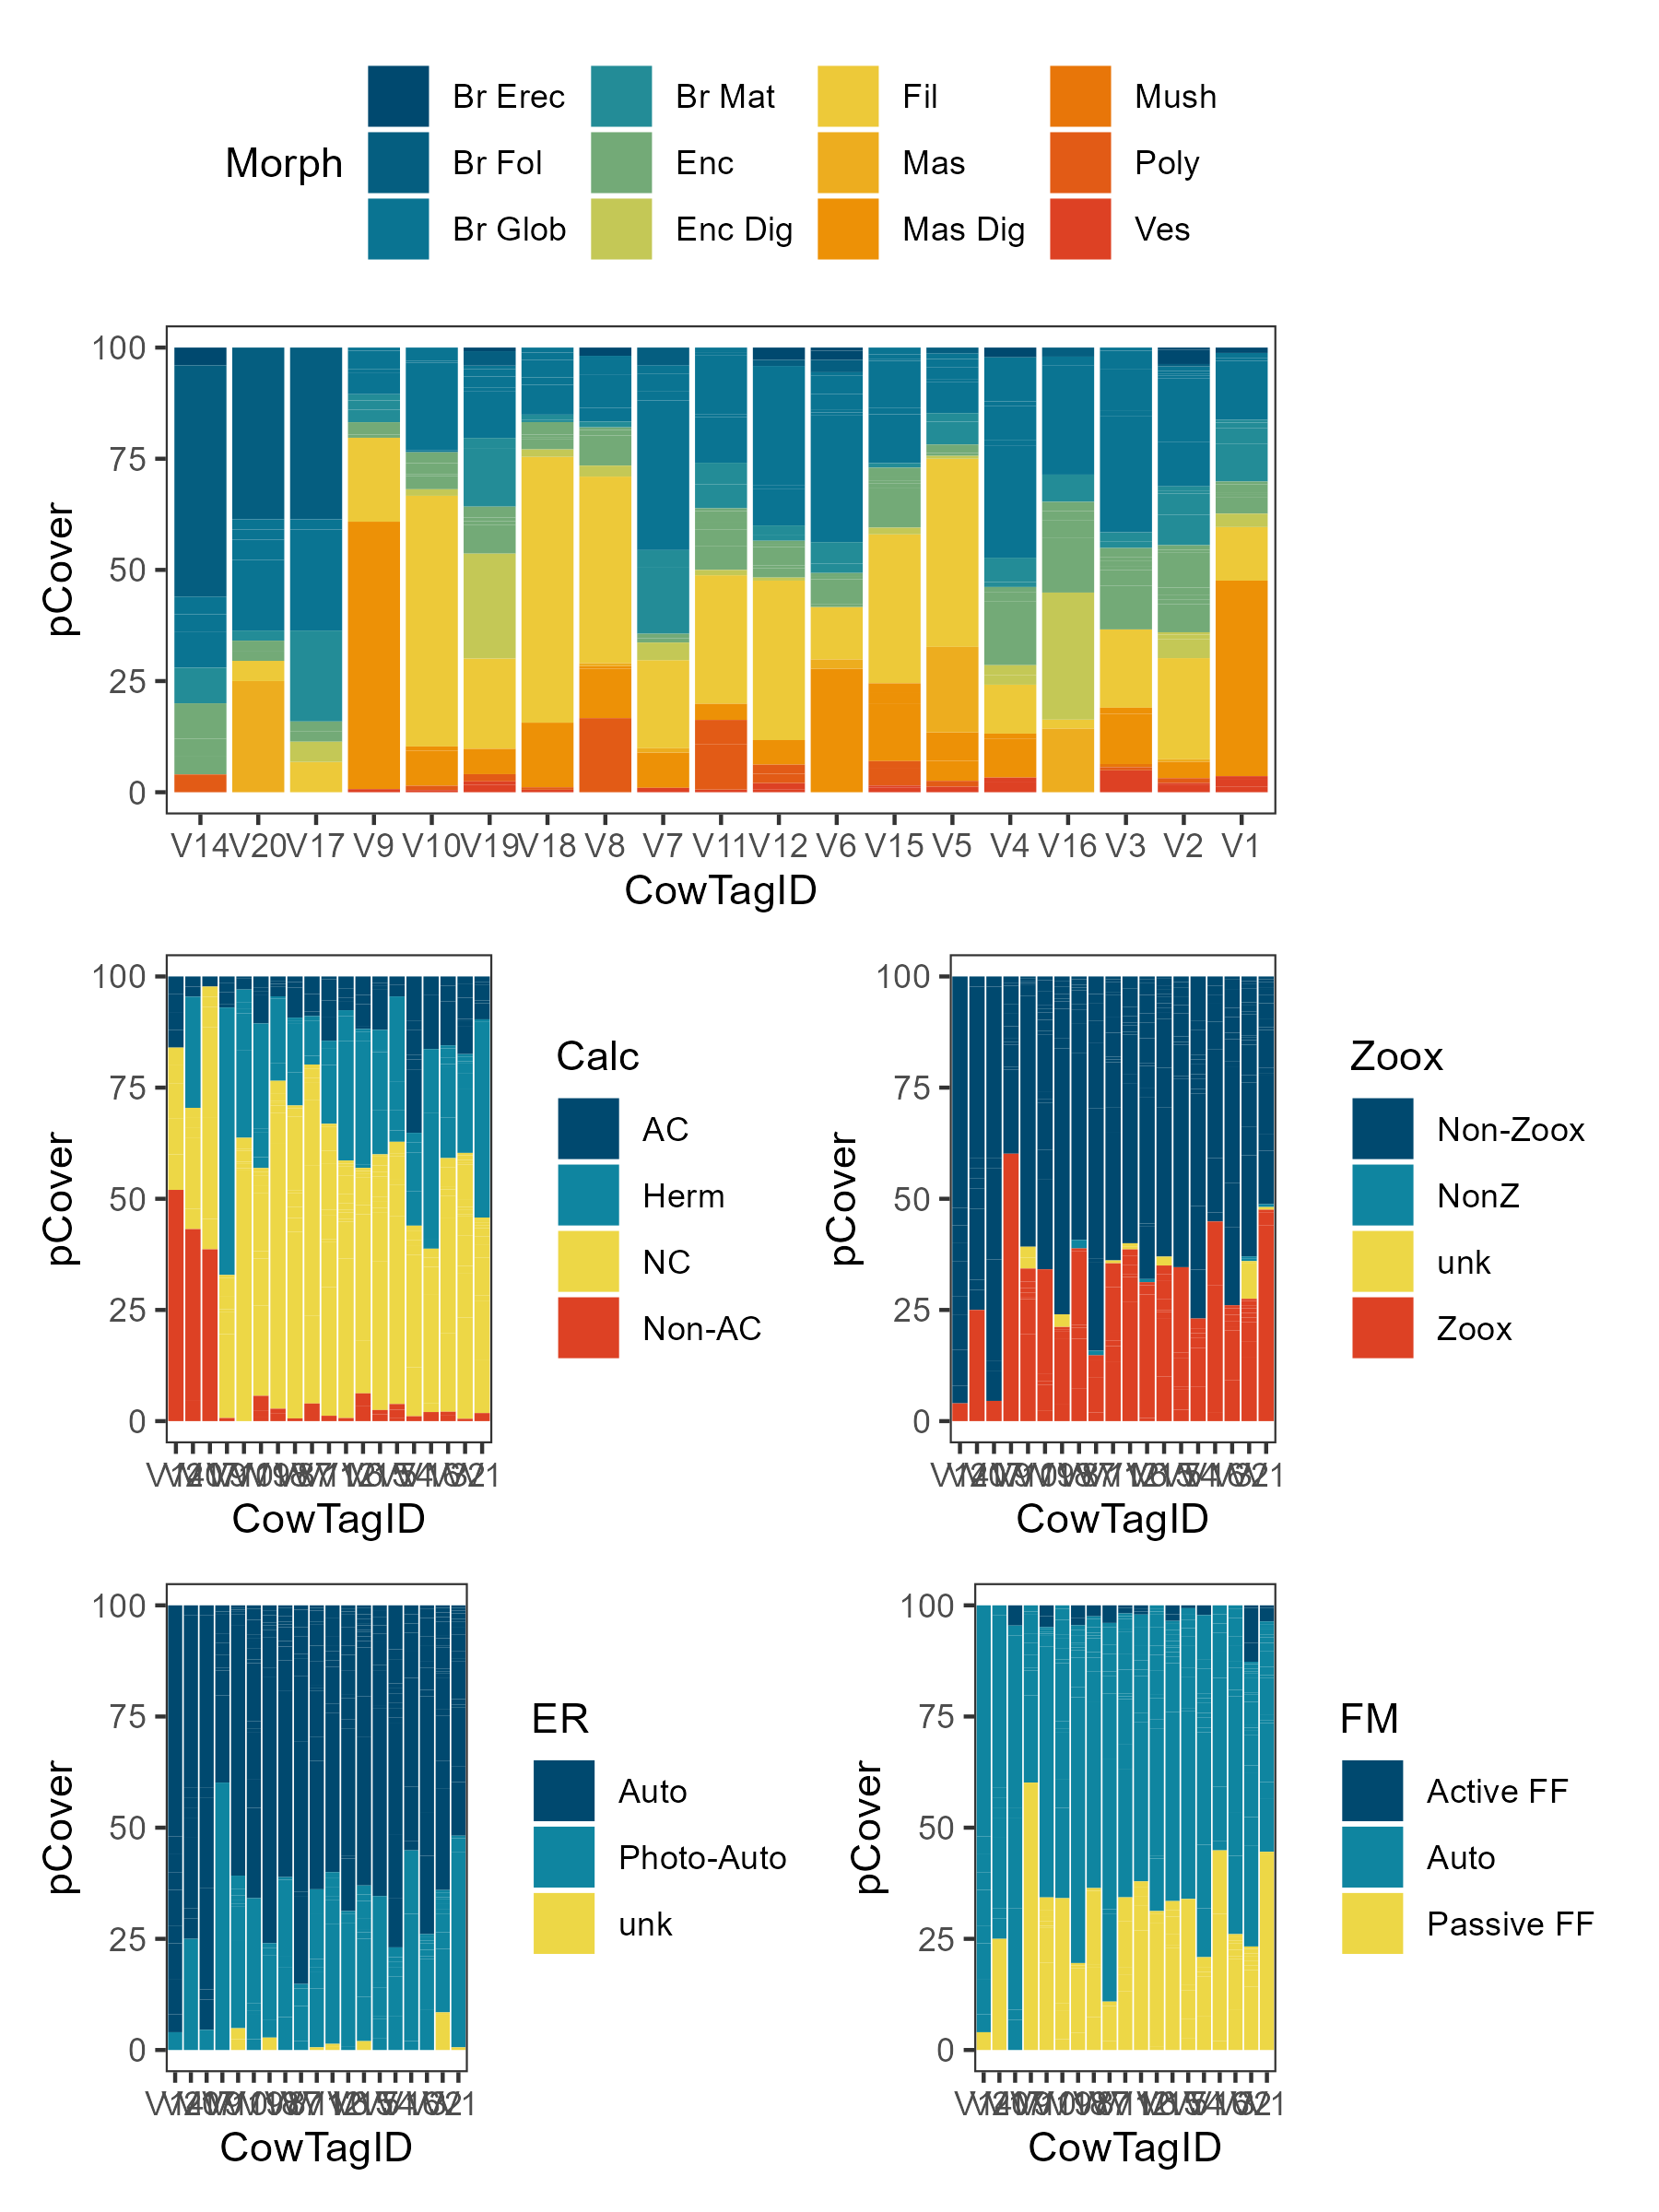 Br Erec Br Mat Fil Mush
Morph Br Fol Enc Mas Poly
Br Glob Enc Dig Mas Dig Ves
100
75
50
25
0
pCover
V14 V20 V17 V9 V10 V19 V18 V8 V7 V11 V12 V6 V15 V5 V4 V16 V3 V2 V1
CowTagID
100
75
50
25
0
pCover
CowTagID
Calc
AC
Herm
NC
Non-AC
100
75
50
25
0
pCover
CowTagID
Zoox
Non-Zoox
NonZ
unk
Zoox
100
75
50
25
0
pCover
CowTagID
ER
Auto
Photo-Auto
unk
100
75
50
25
0
pCover
CowTagID
FM
Active FF
Auto
Passive FF